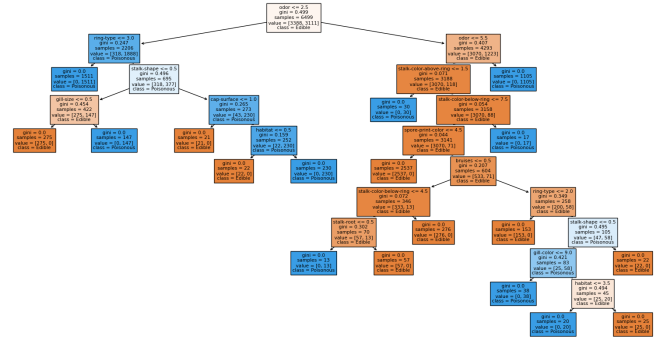 odor <= 2.5
gini = 0.499
samples = 6499
value = [3388, 3111]
class = Edible
ring-type <= 3.0
gini = 0.247
samples = 2206
value = [318, 1888]
class = Poisonous
odor <= 5.5
gini = 0.407
samples = 4293
value = [3070, 1223]
class = Edible
gini = 0.0
samples = 1511
value = [0, 1511]
class = Poisonous
stalk-shape <= 0.5
gini = 0.496
samples = 695
value = [318, 377]
class = Poisonous
stalk-color-above-ring <= 1.5
gini = 0.071
samples = 3188
value = [3070, 118]
class = Edible
gini = 0.0
samples = 1105
value = [0, 1105]
class = Poisonous
gill-size <= 0.5
gini = 0.454
samples = 422
value = [275, 147]
class = Edible
cap-surface <= 1.0
gini = 0.265
samples = 273
value = [43, 230]
class = Poisonous
gini = 0.0
samples = 30
value = [0, 30]
class = Poisonous
stalk-color-below-ring <= 7.5
gini = 0.054
samples = 3158
value = [3070, 88]
class = Edible
gini = 0.0
samples = 275
value = [275, 0]
class = Edible
gini = 0.0
samples = 147
value = [0, 147]
class = Poisonous
gini = 0.0
samples = 21
value = [21, 0]
class = Edible
habitat <= 0.5
gini = 0.159
samples = 252
value = [22, 230]
class = Poisonous
spore-print-color <= 4.5
gini = 0.044
samples = 3141
value = [3070, 71]
class = Edible
gini = 0.0
samples = 17
value = [0, 17]
class = Poisonous
gini = 0.0
samples = 22
value = [22, 0]
class = Edible
gini = 0.0
samples = 230
value = [0, 230]
class = Poisonous
gini = 0.0
samples = 2537
value = [2537, 0]
class = Edible
bruises <= 0.5
gini = 0.207
samples = 604
value = [533, 71]
class = Edible
stalk-color-below-ring <= 4.5
gini = 0.072
samples = 346
value = [333, 13]
class = Edible
ring-type <= 2.0
gini = 0.349
samples = 258
value = [200, 58]
class = Edible
stalk-root <= 0.5
gini = 0.302
samples = 70
value = [57, 13]
class = Edible
gini = 0.0
samples = 276
value = [276, 0]
class = Edible
gini = 0.0
samples = 153
value = [153, 0]
class = Edible
stalk-shape <= 0.5
gini = 0.495
samples = 105
value = [47, 58]
class = Poisonous
gini = 0.0
samples = 13
value = [0, 13]
class = Poisonous
gini = 0.0
samples = 57
value = [57, 0]
class = Edible
gill-color <= 9.0
gini = 0.421
samples = 83
value = [25, 58]
class = Poisonous
gini = 0.0
samples = 22
value = [22, 0]
class = Edible
gini = 0.0
samples = 38
value = [0, 38]
class = Poisonous
habitat <= 3.5
gini = 0.494
samples = 45
value = [25, 20]
class = Edible
gini = 0.0
samples = 20
value = [0, 20]
class = Poisonous
gini = 0.0
samples = 25
value = [25, 0]
class = Edible